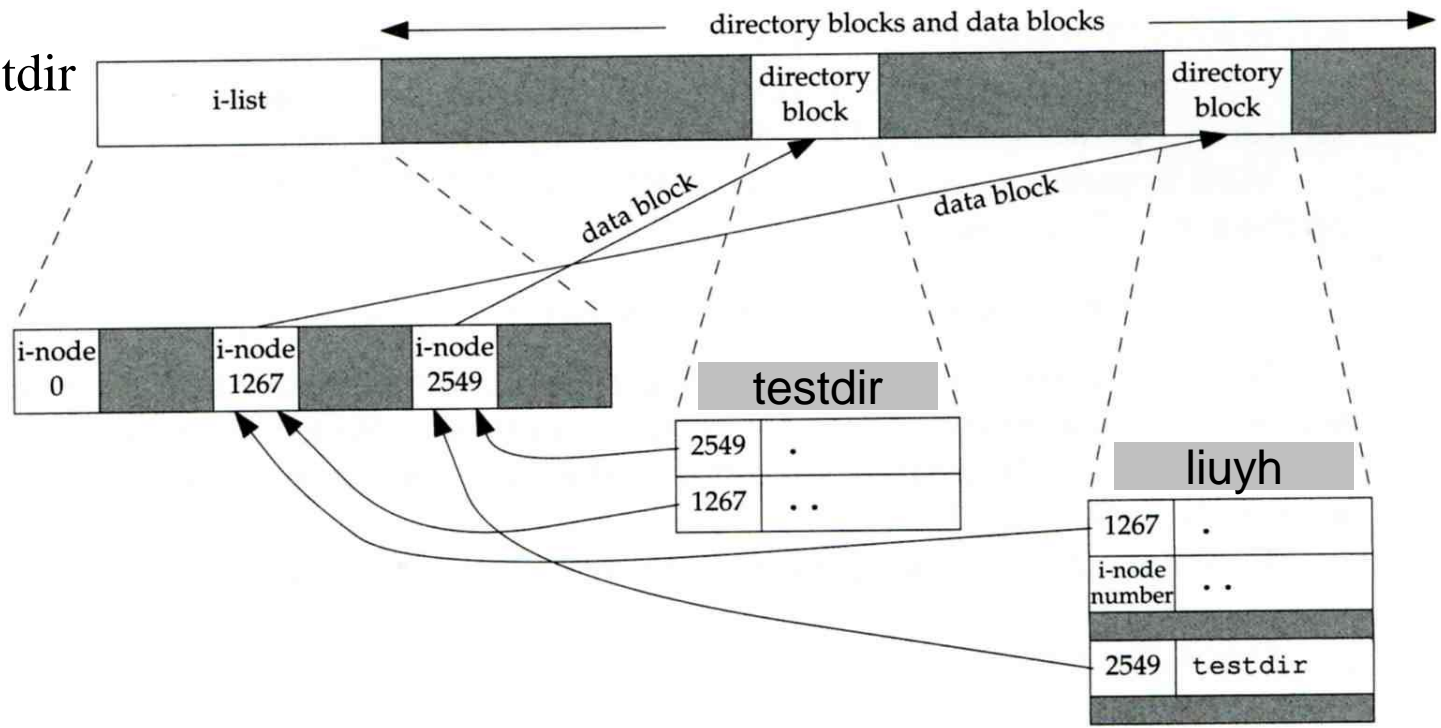 directory blocks and data blocks
tdir
i-list
directory
block
directory
block
data block
data block
i-node
0
i-node
1267
i-node
2549
testdir
2549 .
1267 ..
liuyh
1267 .
i-node
number ..
2549 testdir